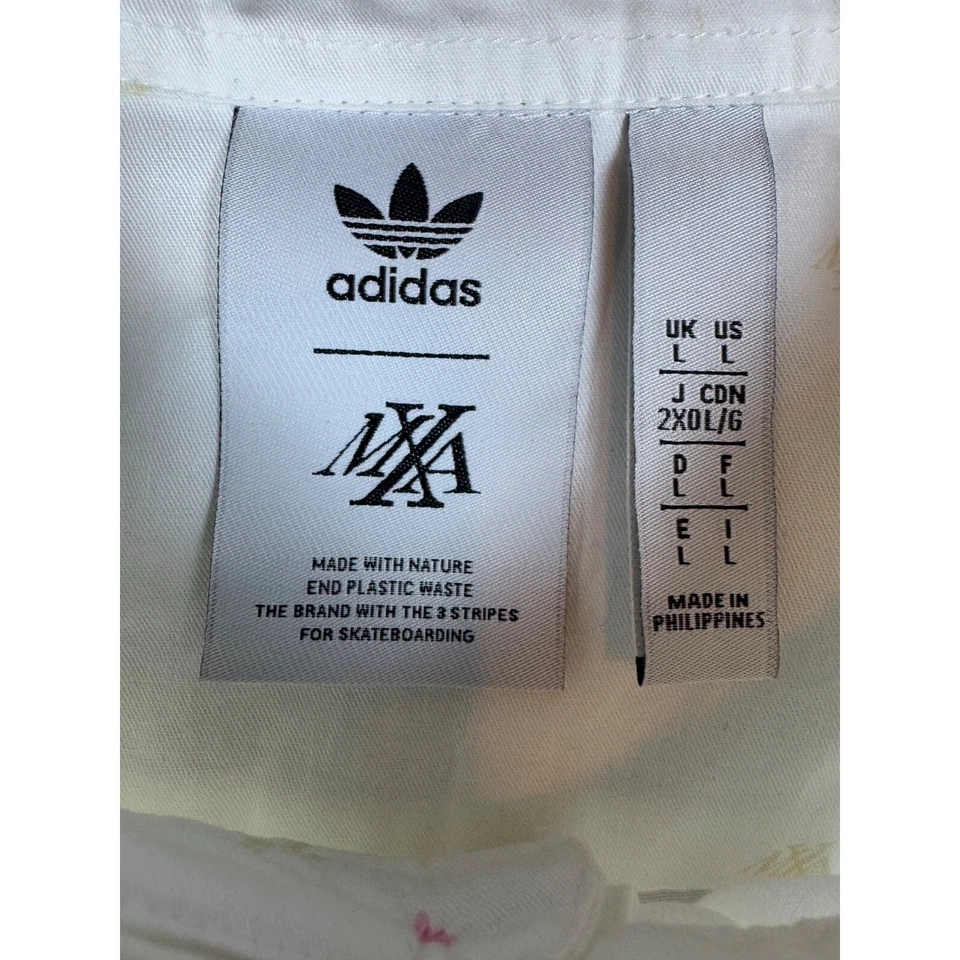 adidas
MXXA
MADE WITH NATURE
END PLASTIC WASTE
THE BRAND WITH THE 3 STRIPES
FOR SKATEBOARDING
UK US
L L
J CDN
2XO L/G
D F
L L
E I
L L
MADE IN
PHILIPPINES